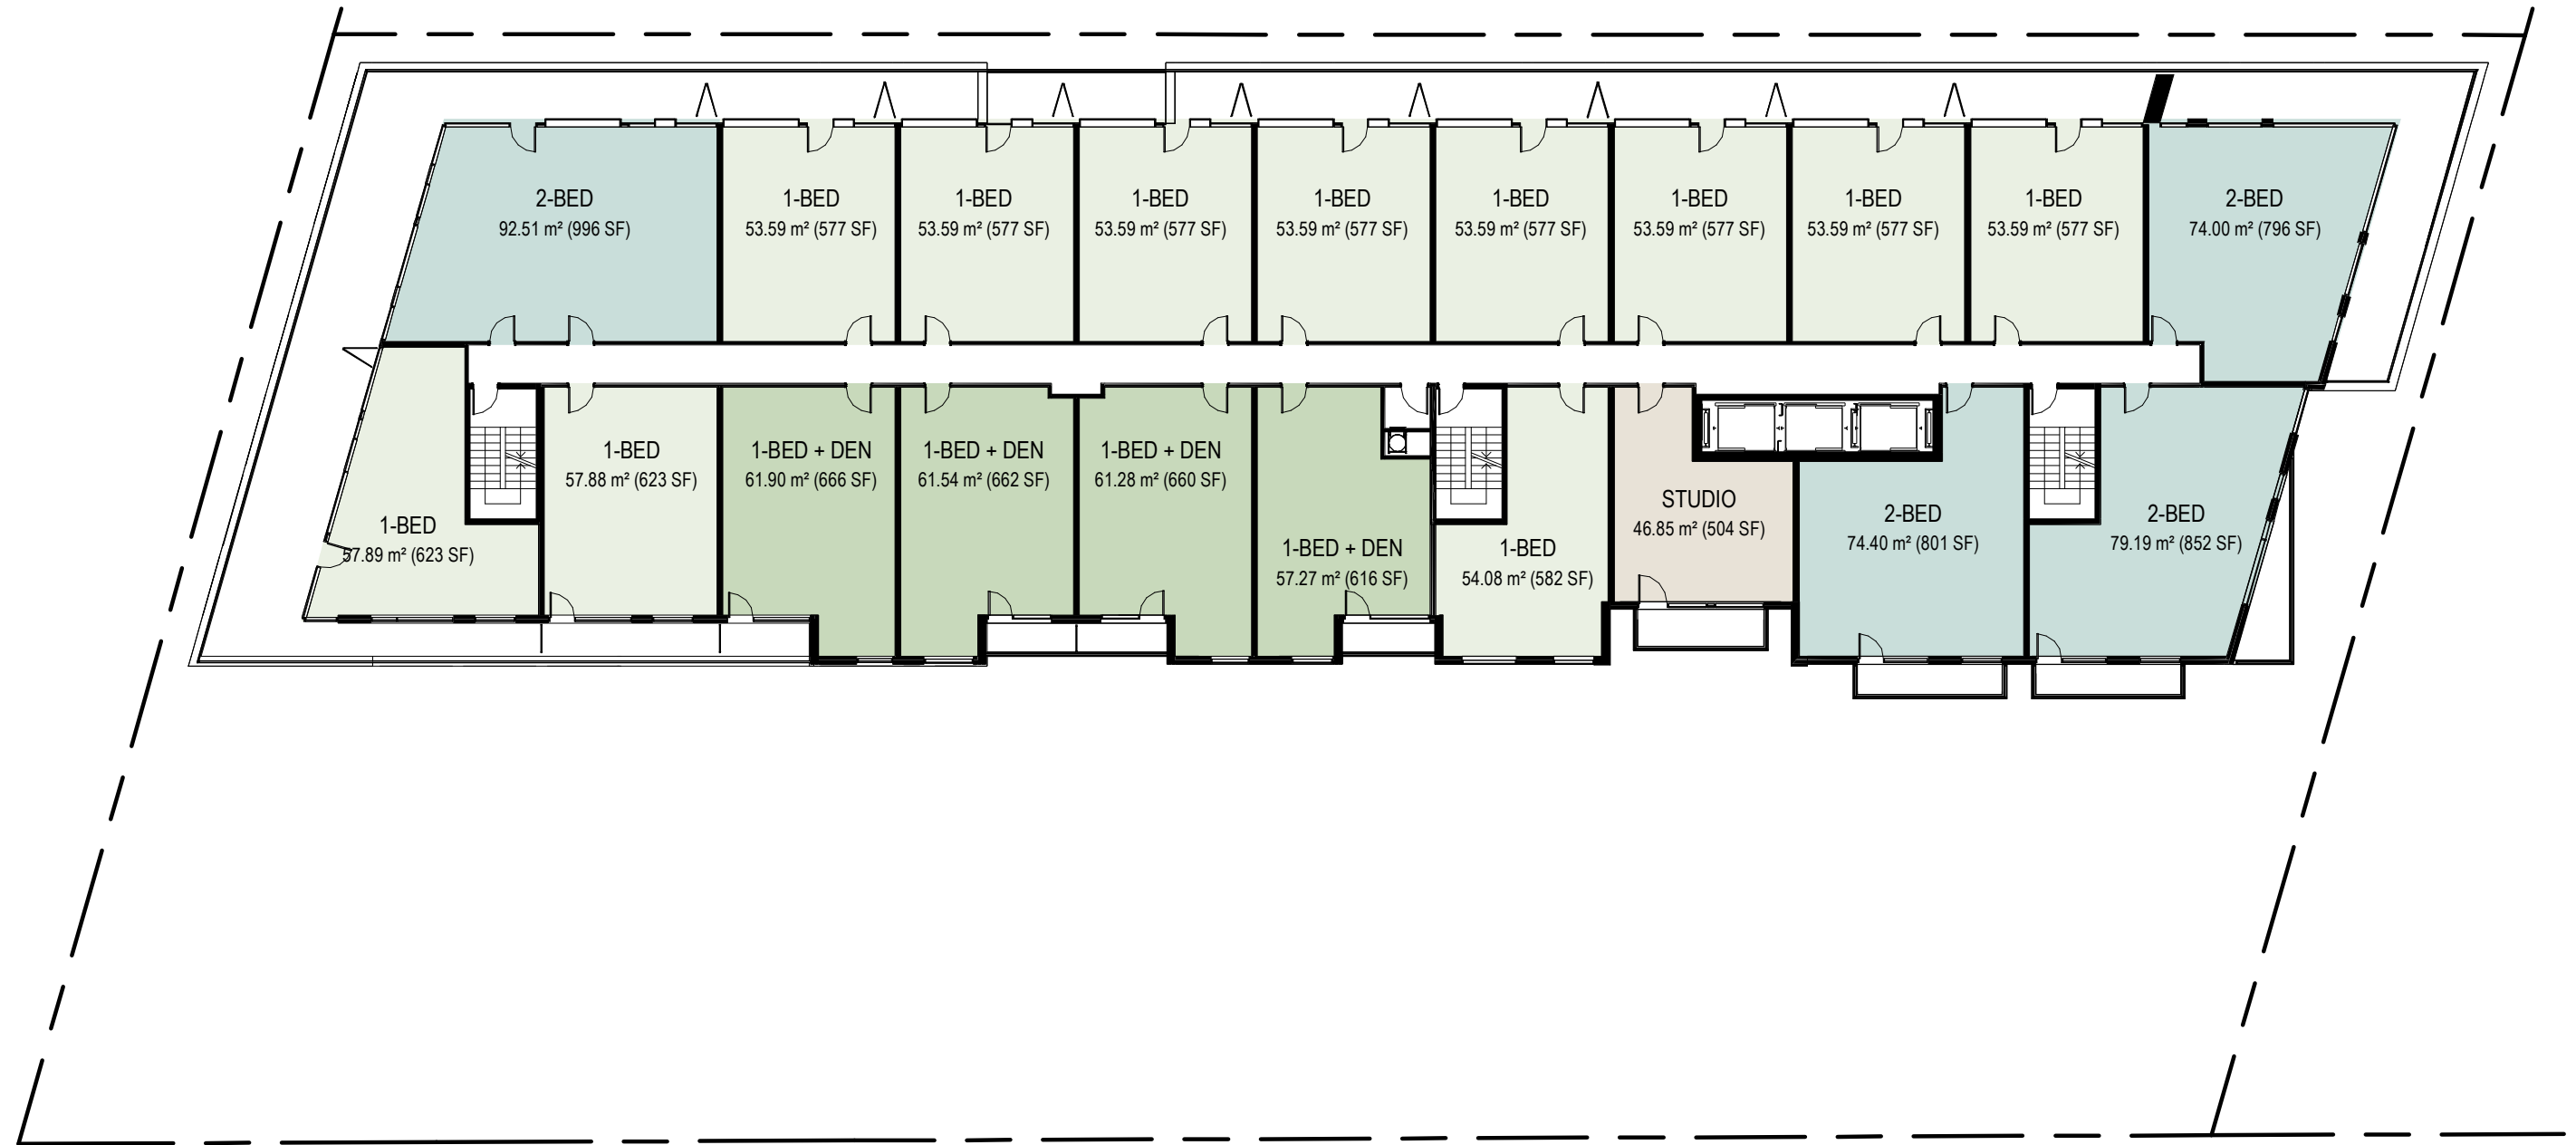 2-BED
92.51 m² (996 SF)
1-BED
53.59 m² (577 SF)
1-BED
53.59 m² (577 SF)
1-BED
53.59 m² (577 SF)
1-BED
53.59 m² (577 SF)
1-BED
53.59 m² (577 SF)
1-BED
53.59 m² (577 SF)
1-BED
53.59 m² (577 SF)
1-BED
53.59 m² (577 SF)
2-BED
74.00 m² (796 SF)
1-BED
57.89 m² (623 SF)
1-BED
57.88 m² (623 SF)
1-BED + DEN
61.90 m² (666 SF)
1-BED + DEN
61.54 m² (662 SF)
1-BED + DEN
61.28 m² (660 SF)
1-BED + DEN
57.27 m² (616 SF)
1-BED
54.08 m² (582 SF)
STUDIO
46.85 m² (504 SF)
2-BED
74.40 m² (801 SF)
2-BED
79.19 m² (852 SF)